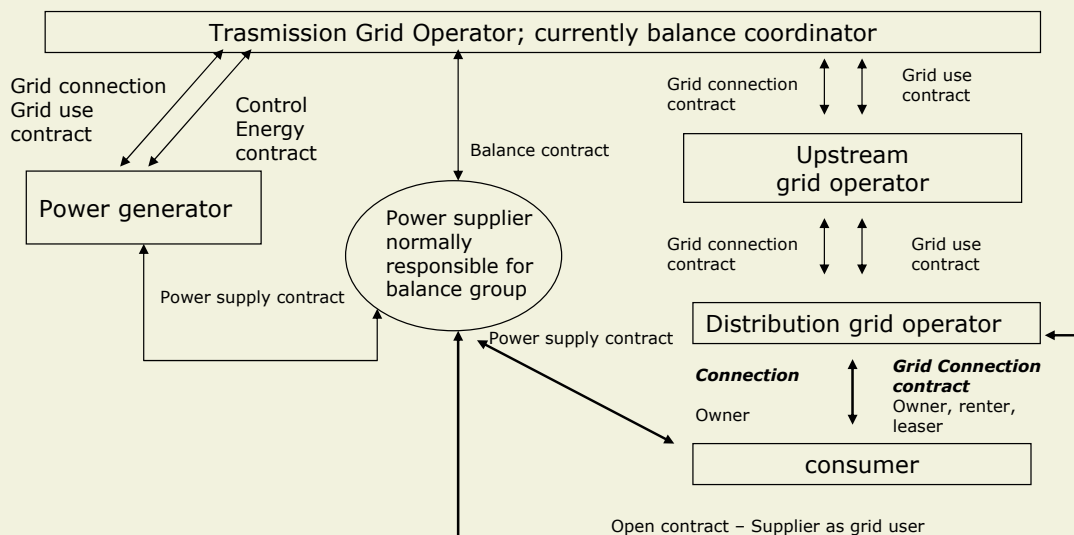 Trasmission Grid Operator; currently balance coordinator
Grid connection
Grid use
contract
Control
Energy
contract
Balance contract
Grid connection
contract
Grid use
contract
Upstream
grid operator
Power generator
Power supplier
normally
responsible for
balance group
Grid connection
contract
Grid use
contract
Power supply contract
Distribution grid operator
Power supply contract
Connection
Owner
Grid Connection
contract
Owner, renter,
leaser
consumer
Open contract – Supplier as grid user